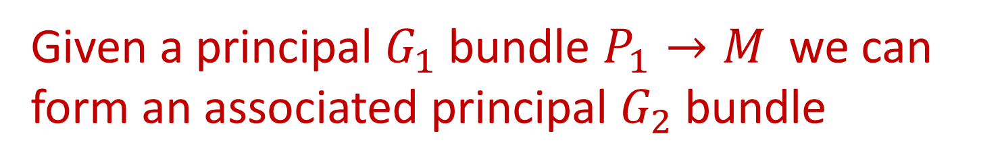 Given a principal G₁ bundle P₁ → M we can
form an associated principal G₂ bundle